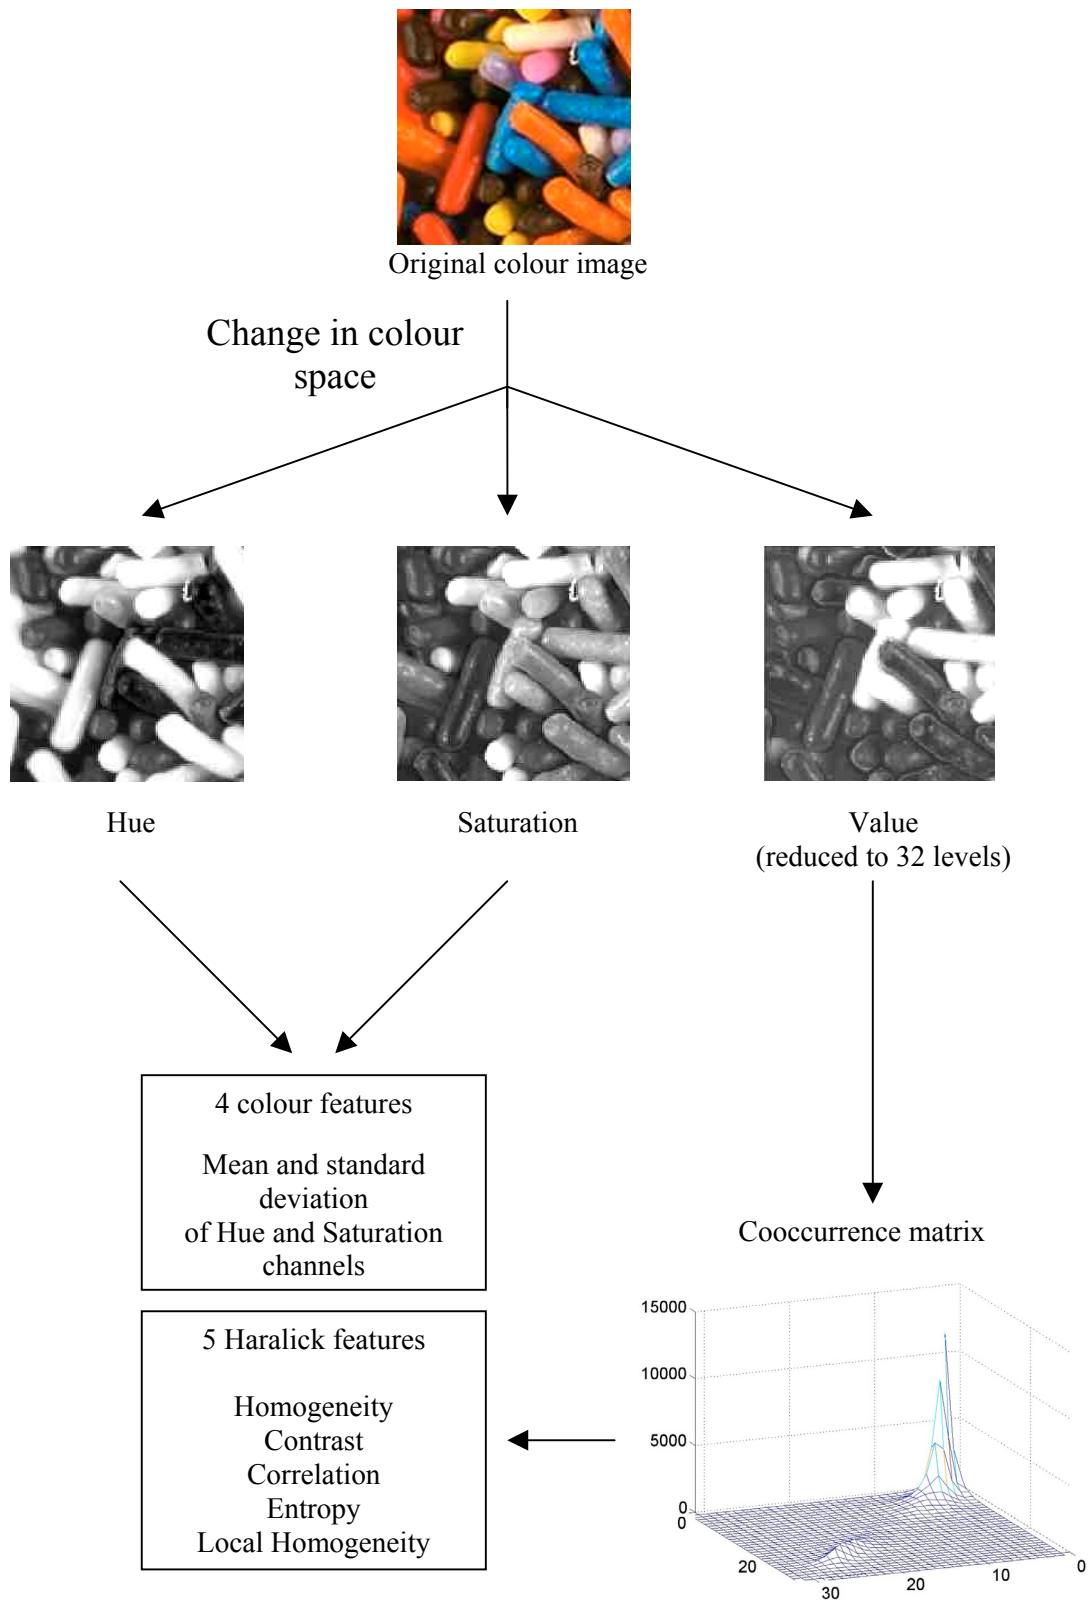 Original colour image
Change in colour
space
Hue
Saturation
Value
(reduced to 32 levels)
4 colour features
Mean and standard
deviation
of Hue and Saturation
channels
Cooccurrence matrix
5 Haralick features
Homogeneity
Contrast
Correlation
Entropy
Local Homogeneity
15000
10000
5000
0
0
20
30
20
10
0